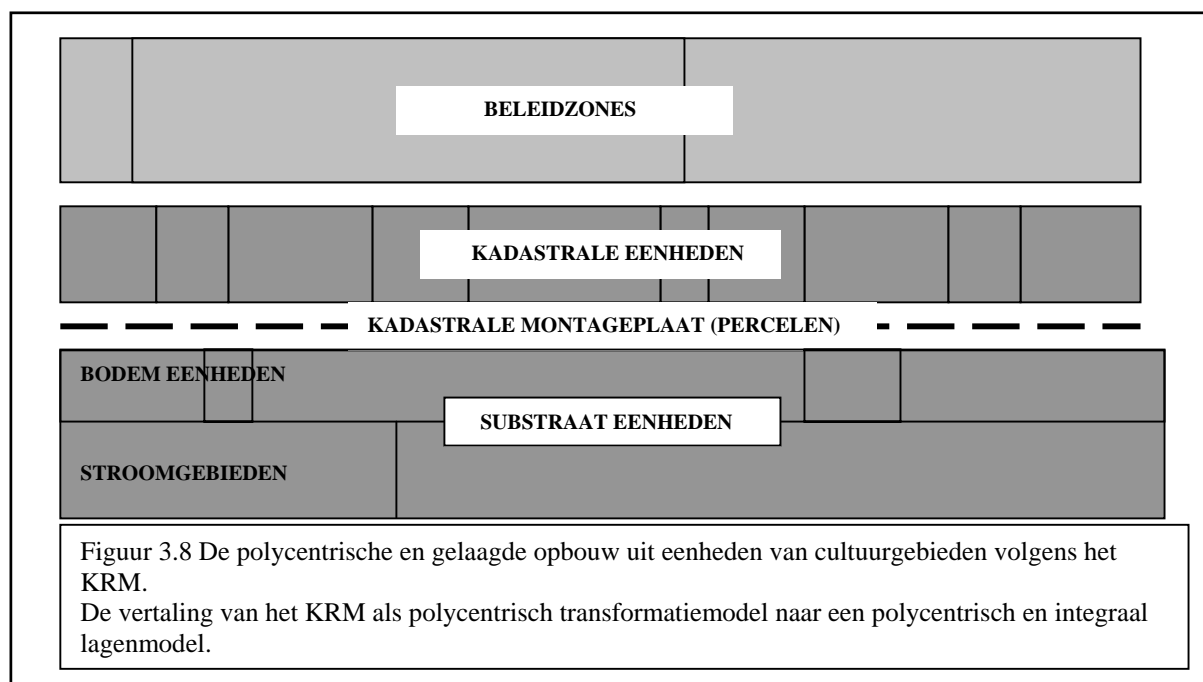 BELEIDZONES
KADASTRALE EENHEDEN
KADASTRALE MONTAGEPLAAT (PERCELEN)
BODEM EENHEDEN
SUBSTRAAT EENHEDEN
STROOMGEBIEDEN
Figuur 3.8 De polycentrische en gelaagde opbouw uit eenheden van cultuurgebieden volgens het
KRM.
De vertaling van het KRM als polycentrisch transformatiemodel naar een polycentrisch en integraal
lagenmodel.